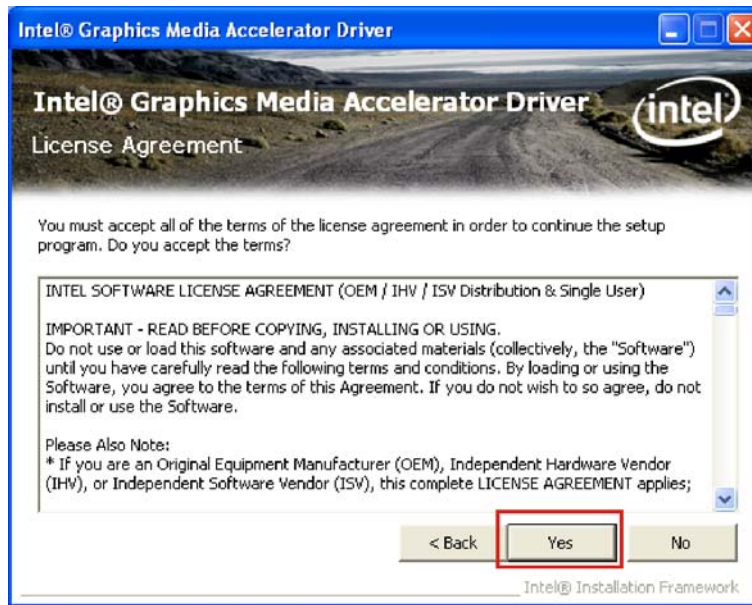 Intel® Graphics Media Accelerator Driver
Intel® Graphics Media Accelerator Driver
intel
License Agreement
You must accept all of the terms of the license agreement in order to continue the setup
program. Do you accept the terms?
INTEL SOFTWARE LICENSE AGREEMENT (OEM / IHV / ISV Distribution & Single User)
IMPORTANT - READ BEFORE COPYING, INSTALLING OR USING.
Do not use or load this software and any associated materials (collectively, the "Software")
until you have carefully read the following terms and conditions. By loading or using the
Software, you agree to the terms of this Agreement. If you do not wish to so agree, do not
install or use the Software.
Please Also Note:
* If you are an Original Equipment Manufacturer (OEM), Independent Hardware Vendor
(IHV), or Independent Software Vendor (ISV), this complete LICENSE AGREEMENT applies;
< Back Yes No
Intel® Installation Framework